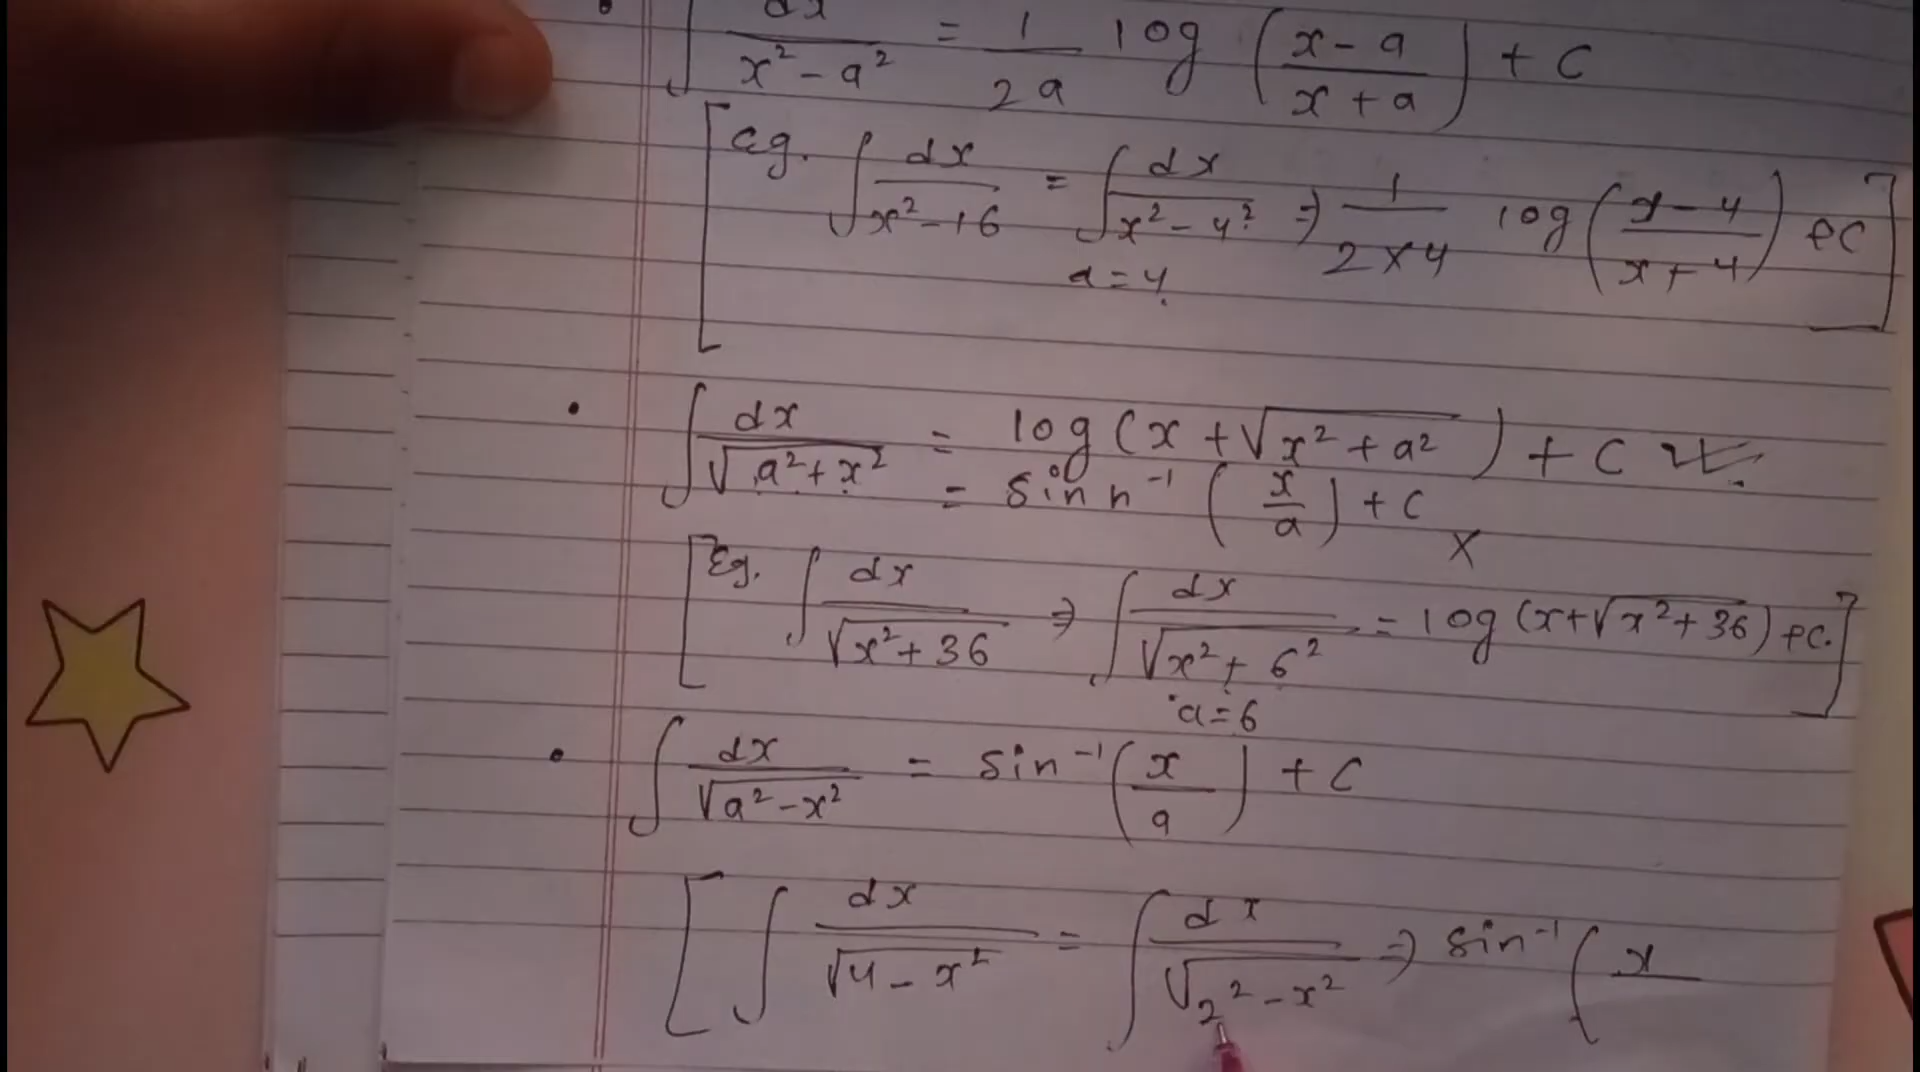 ∫ dx / x² - a² = 1 / 2a log (x - a / x + a) + C
Eg. ∫ dx / x² - 16 = ∫ dx / x² - 4² ⇒ 1 / 2 × 4 log (x - 4 / x + 4) + C
a = 4
∫ dx / √a² + x² = log (x + √x² + a²) + C
= sin h⁻¹ (x / a) + C ×
Eg. ∫ dx / √x² + 36 ⇒ ∫ dx / √x² + 6² = log (x + √x² + 36) + C.
a = 6
∫ dx / √a² - x² = sin⁻¹ (x / a) + C
∫ dx / √4 - x² = ∫ dx / √2² - x² ⇒ sin⁻¹ (x